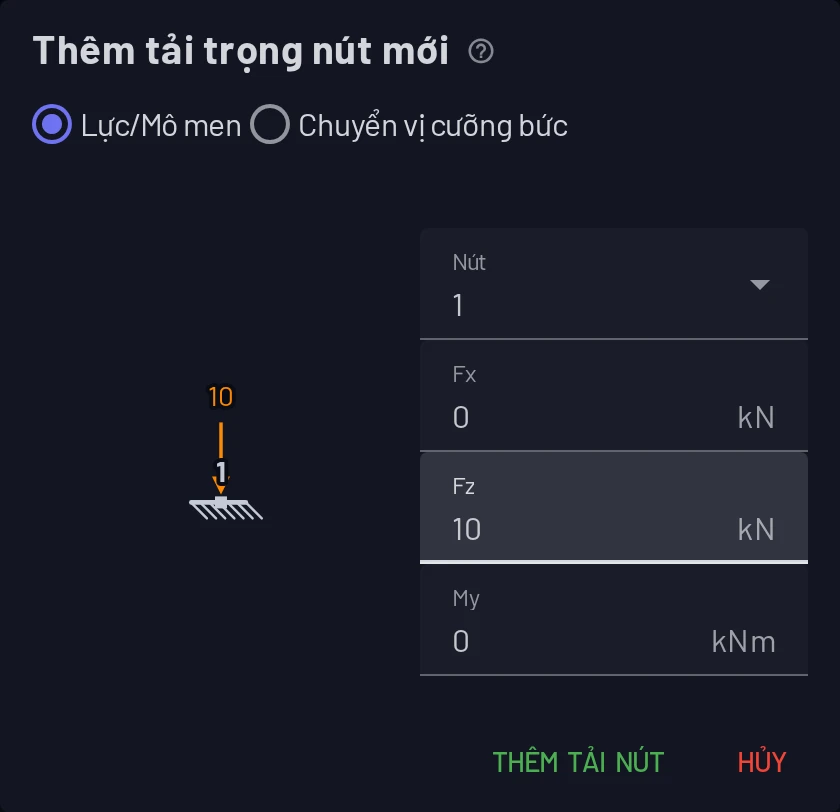 Thêm tải trọng nút mới ?
Lực/Mô men Chuyển vị cưỡng bức
Nút
1
Fx
0 kN
10
1
Fz
10 kN
My
0 kNm
THÊM TẢI NÚT HỦY